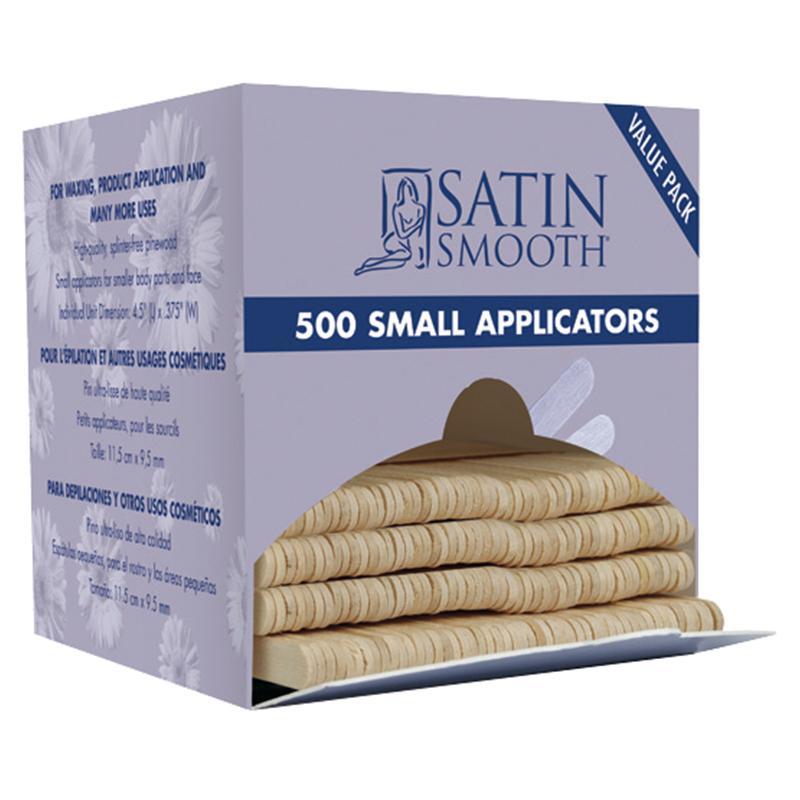 FOR WAXING, PRODUCT APPLICATION AND
MANY MORE USES
High-quality, splinter-free pinewood
Small applicators for smaller body parts and face
Individual Unit Dimension: 4.5" (L) x .375" (W)
POUR L'ÉPILATION ET AUTRES USAGES COSMÉTIQUES
Pin ultra-lisse de haute qualité
Petits applicateurs, pour les sourcils
Taille: 11,5 cm x 9,5 mm
PARA DEPILACIONES Y OTROS USOS COSMÉTICOS
Pino ultra-liso de alta calidad
Espátulas pequeñas, para el rostro y las áreas pequeñas
Tamaño: 11.5 cm x 9.5 mm
VALUE PACK
SATIN
SMOOTH®
500 SMALL APPLICATORS